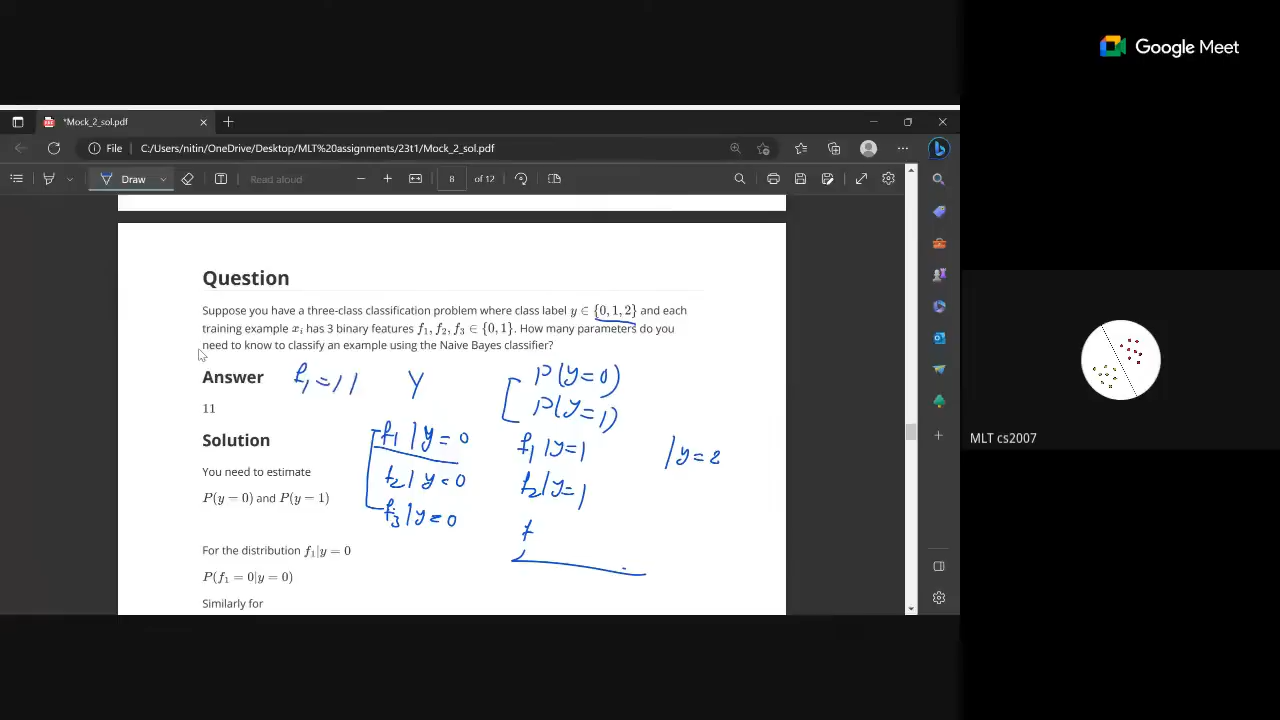 Google Meet
*Mock_2_sol.pdf
File
C:/Users/nitin/OneDrive/Desktop/MLT%20assignments/23t1/Mock_2_sol.pdf
Draw
Read aloud
8
of 12
Question
Suppose you have a three-class classification problem where class label y ∈ {0, 1, 2} and each
training example xᵢ has 3 binary features f₁, f₂, f₃ ∈ {0, 1}. How many parameters do you
need to know to classify an example using the Naive Bayes classifier?
Answer
f₁ = 1 |
Y
P(Y=0)
11
P(Y=1)
Solution
f₁ | y = 0
f₁ | y = 1
| y = 2
You need to estimate
f₂ | y = 0
f₂ | y = 1
P(y = 0) and P(y = 1)
f₃ | y = 0
f
For the distribution f₁|y = 0
P(f₁ = 0|y = 0)
Similarly for
MLT cs2007